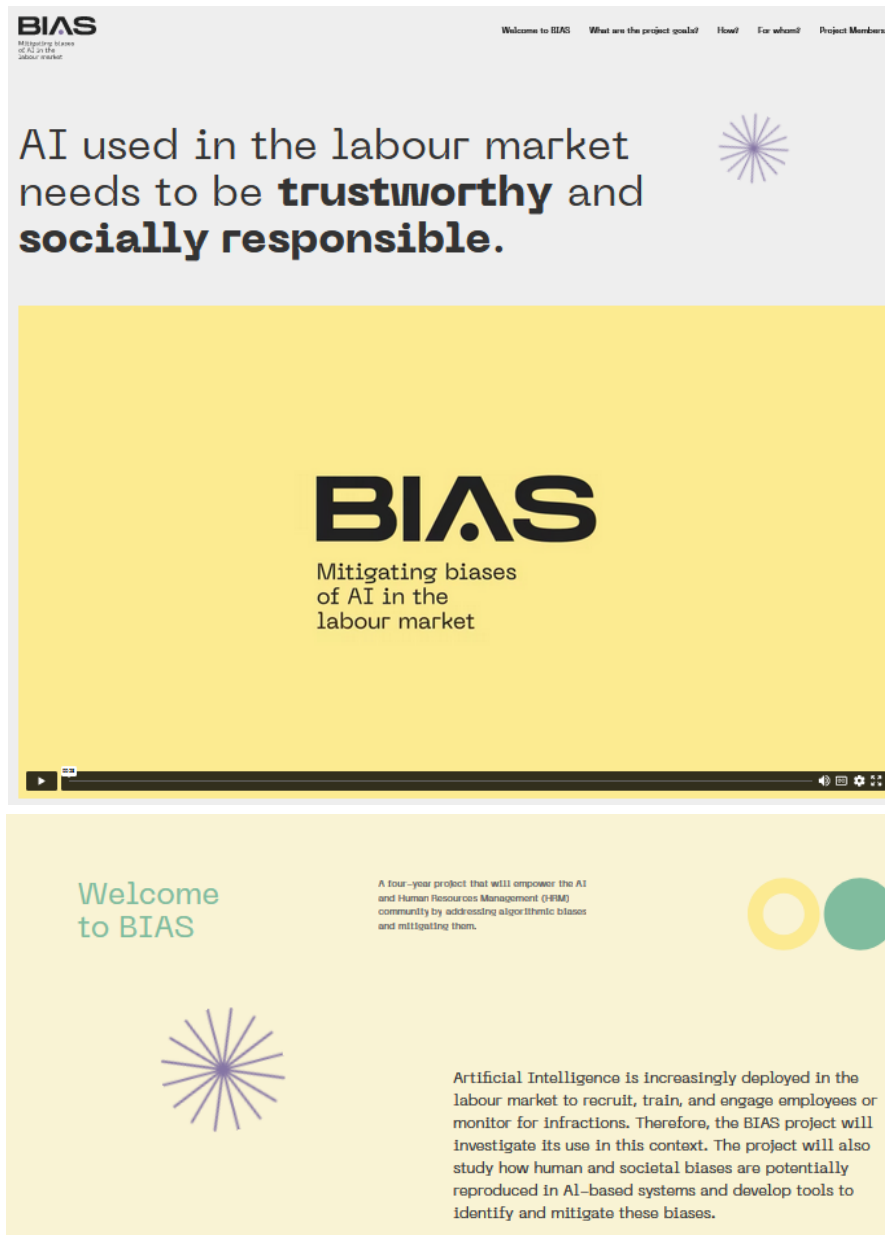 BIAS
Mitigating biases
of AI in the
labour market
Welcome to BIAS What are the project goals? How? For whom? Project Members
AI used in the labour market
needs to be trustworthy and
socially responsible.
BIAS
Mitigating biases
of AI in the
labour market
Welcome
to BIAS
A four-year project that will empower the AI
and Human Resources Management (HRM)
community by addressing algorithmic biases
and mitigating them.
Artificial Intelligence is increasingly deployed in the
labour market to recruit, train, and engage employees or
monitor for infractions. Therefore, the BIAS project will
investigate its use in this context. The project will also
study how human and societal biases are potentially
reproduced in AI-based systems and develop tools to
identify and mitigate these biases.